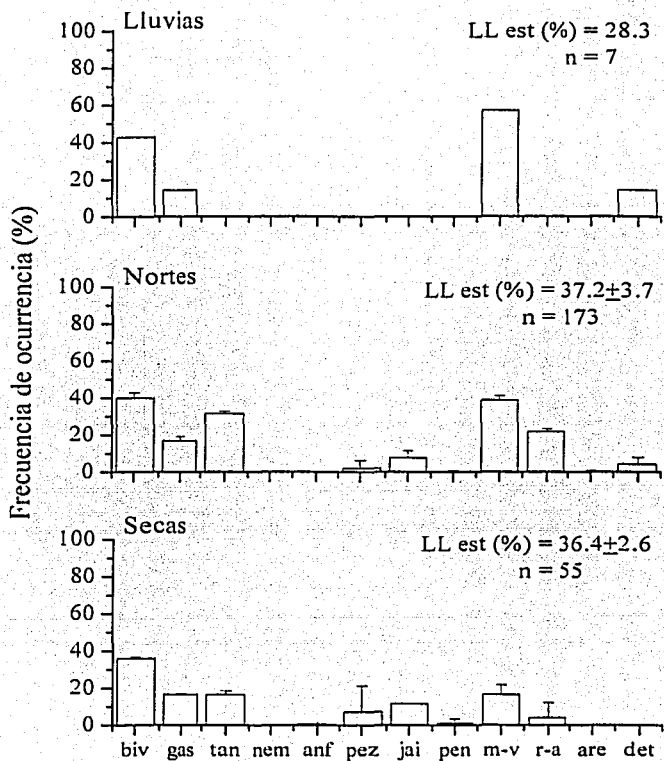 Frecuencia de ocurrencia (%)
Lluvias
LL est (%) = 28.3
n = 7
100
80
60
40
20
0
Nortes
LL est (%) = 37.2±3.7
n = 173
100
80
60
40
20
0
Secas
LL est (%) = 36.4±2.6
n = 55
100
80
60
40
20
0
biv gas tan nem anf pez jai pen m-v r-a are det